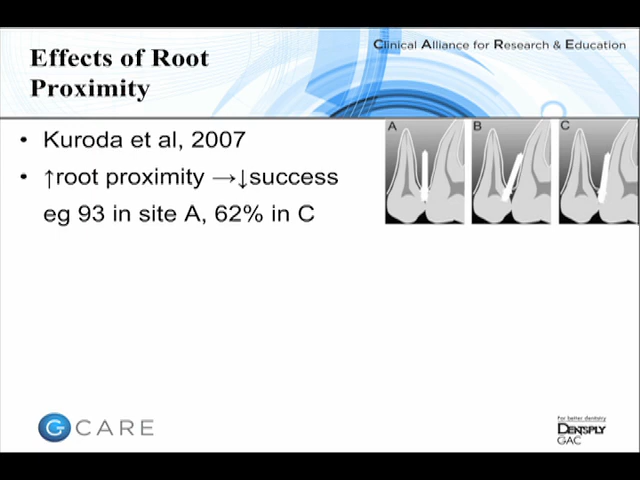 Clinical Alliance for Research & Education
Effects of Root
Proximity
• Kuroda et al, 2007
• ↑root proximity →↓success
eg 93 in site A, 62% in C
A B C
G CARE
For better dentistry
DENTSPLY
GAC